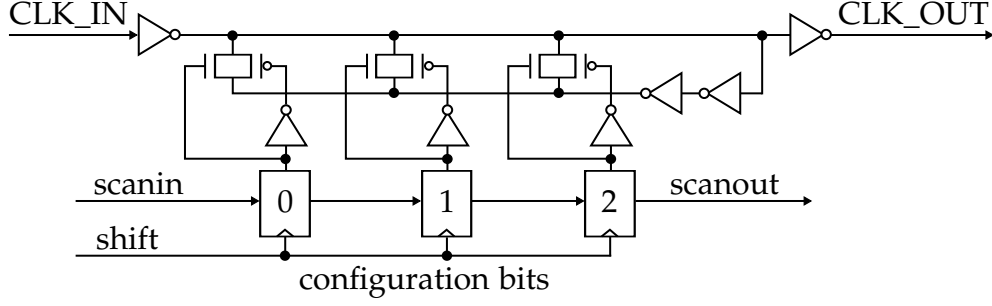 CLK_IN
CLK_OUT
scanin
0
1
2
scanout
shift
configuration bits